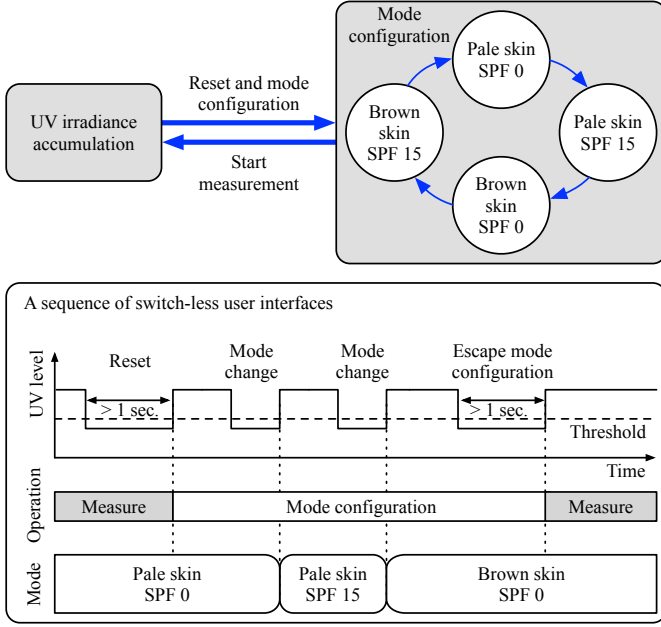 Mode
configuration
Pale skin
SPF 0
Reset and mode
configuration
UV irradiance
accumulation
Brown
skin
SPF 15
Pale skin
SPF 15
Start
measurement
Brown
skin
SPF 0
A sequence of switch-less user interfaces
UV level
Reset
Mode
change
Mode
change
Escape mode
configuration
> 1 sec.
> 1 sec.
Threshold
Time
Operation
Measure
Mode configuration
Measure
Mode
Pale skin
SPF 0
Pale skin
SPF 15
Brown skin
SPF 0